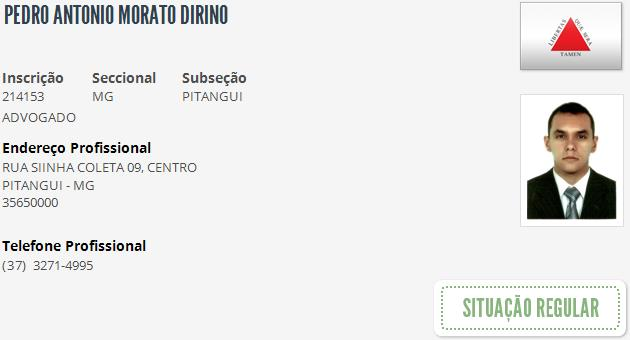 PEDRO ANTONIO MORATO DIRINO
LIBERTAS QUÆ SERA
TAMEN
Inscrição Seccional Subseção
214153 MG PITANGUI
ADVOGADO
Endereço Profissional
RUA SIINHA COLETA 09, CENTRO
PITANGUI - MG
35650000
Telefone Profissional
(37) 3271-4995
SITUAÇÃO REGULAR